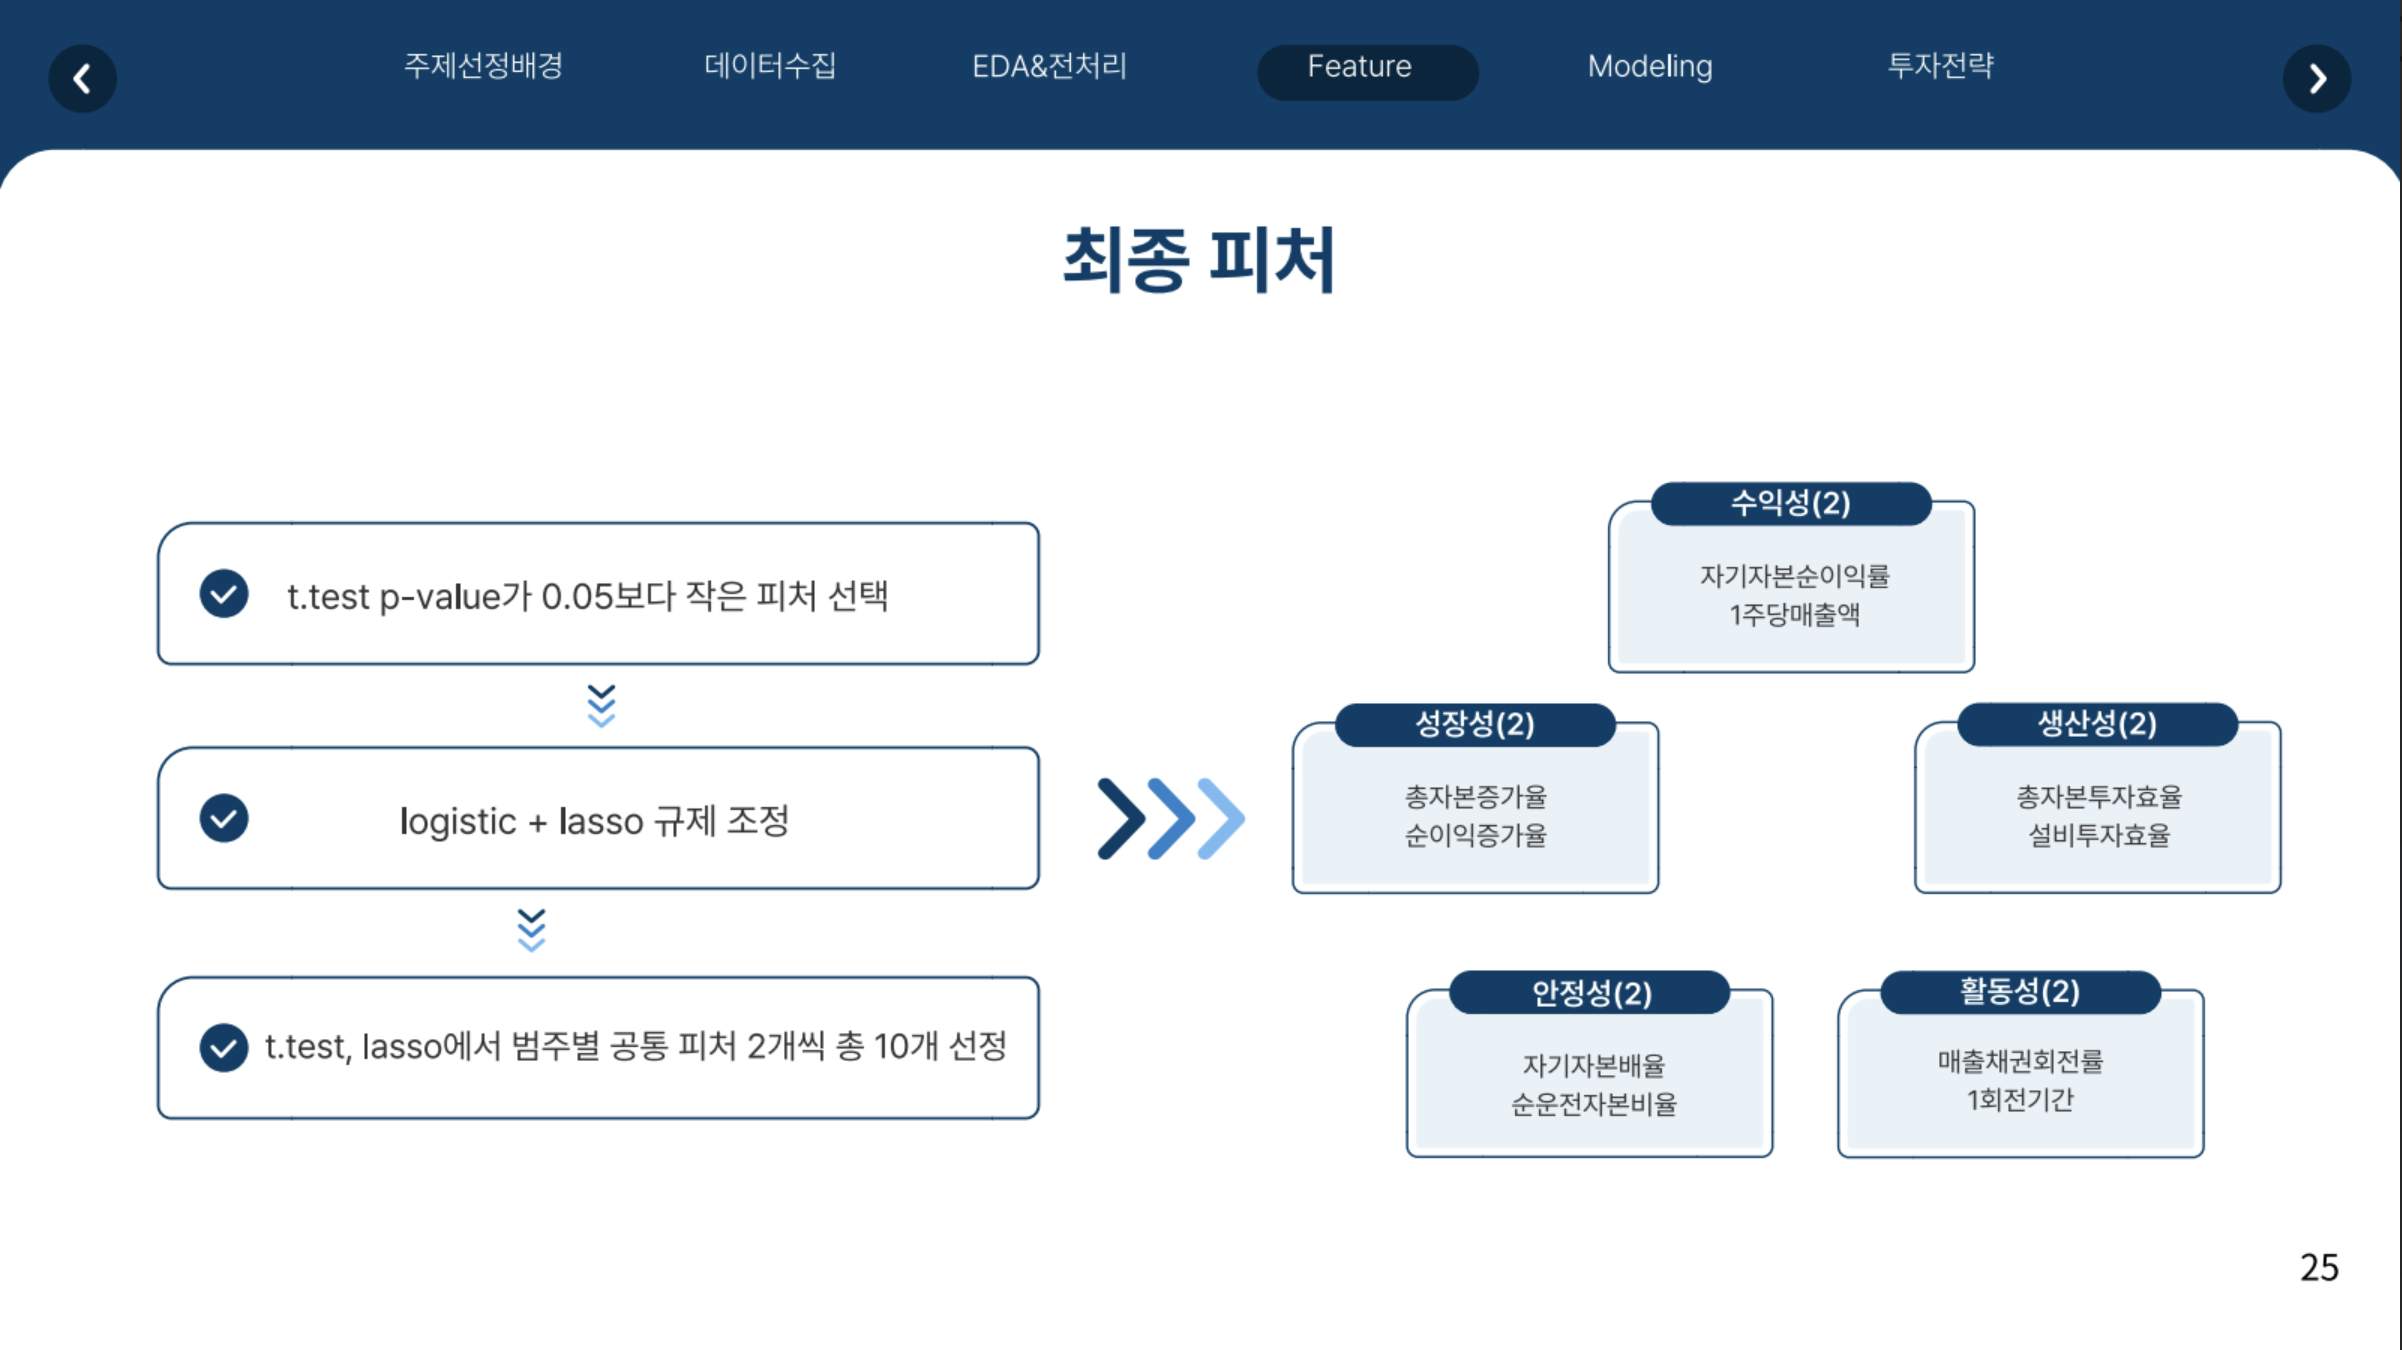 주제선정배경
데이터수집
EDA&전처리
Feature
Modeling
투자전략
최종 피처
t.test p-value가 0.05보다 작은 피처 선택
logistic + lasso 규제 조정
t.test, lasso에서 범주별 공통 피처 2개씩 총 10개 선정
수익성(2)
자기자본순이익률
1주당매출액
성장성(2)
총자본증가율
순이익증가율
생산성(2)
총자본투자효율
설비투자효율
안정성(2)
자기자본배율
순운전자본비율
활동성(2)
매출채권회전률
1회전기간
25